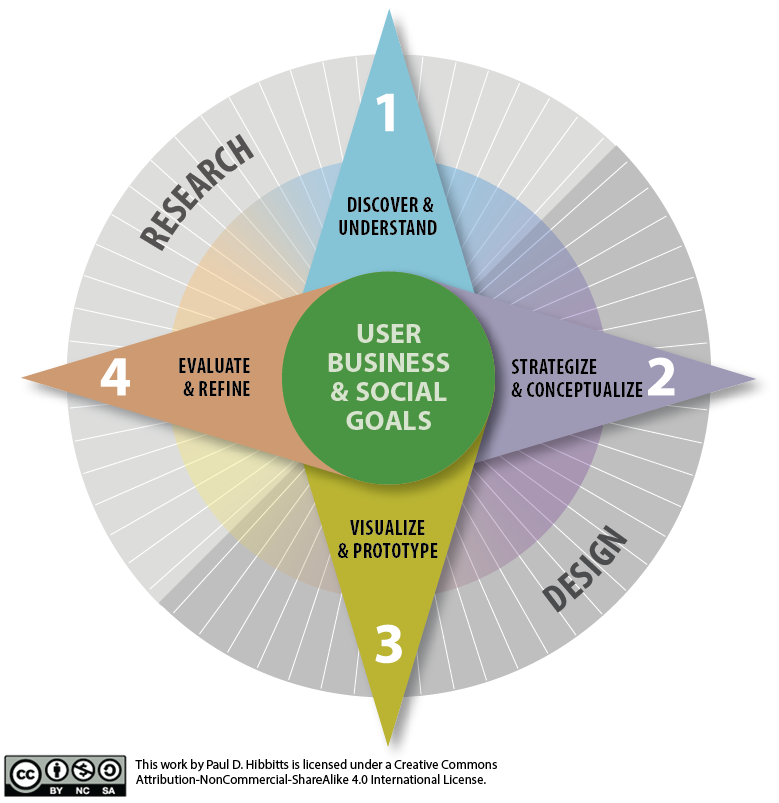 1
DISCOVER &
UNDERSTAND
RESEARCH
4
EVALUATE
& REFINE
USER
BUSINESS
& SOCIAL
GOALS
STRATEGIZE
& CONCEPTUALIZE
2
VISUALIZE
& PROTOTYPE
DESIGN
3
cc
BY NC SA
This work by Paul D. Hibbitts is licensed under a Creative Commons
Attribution-NonCommercial-ShareAlike 4.0 International License.